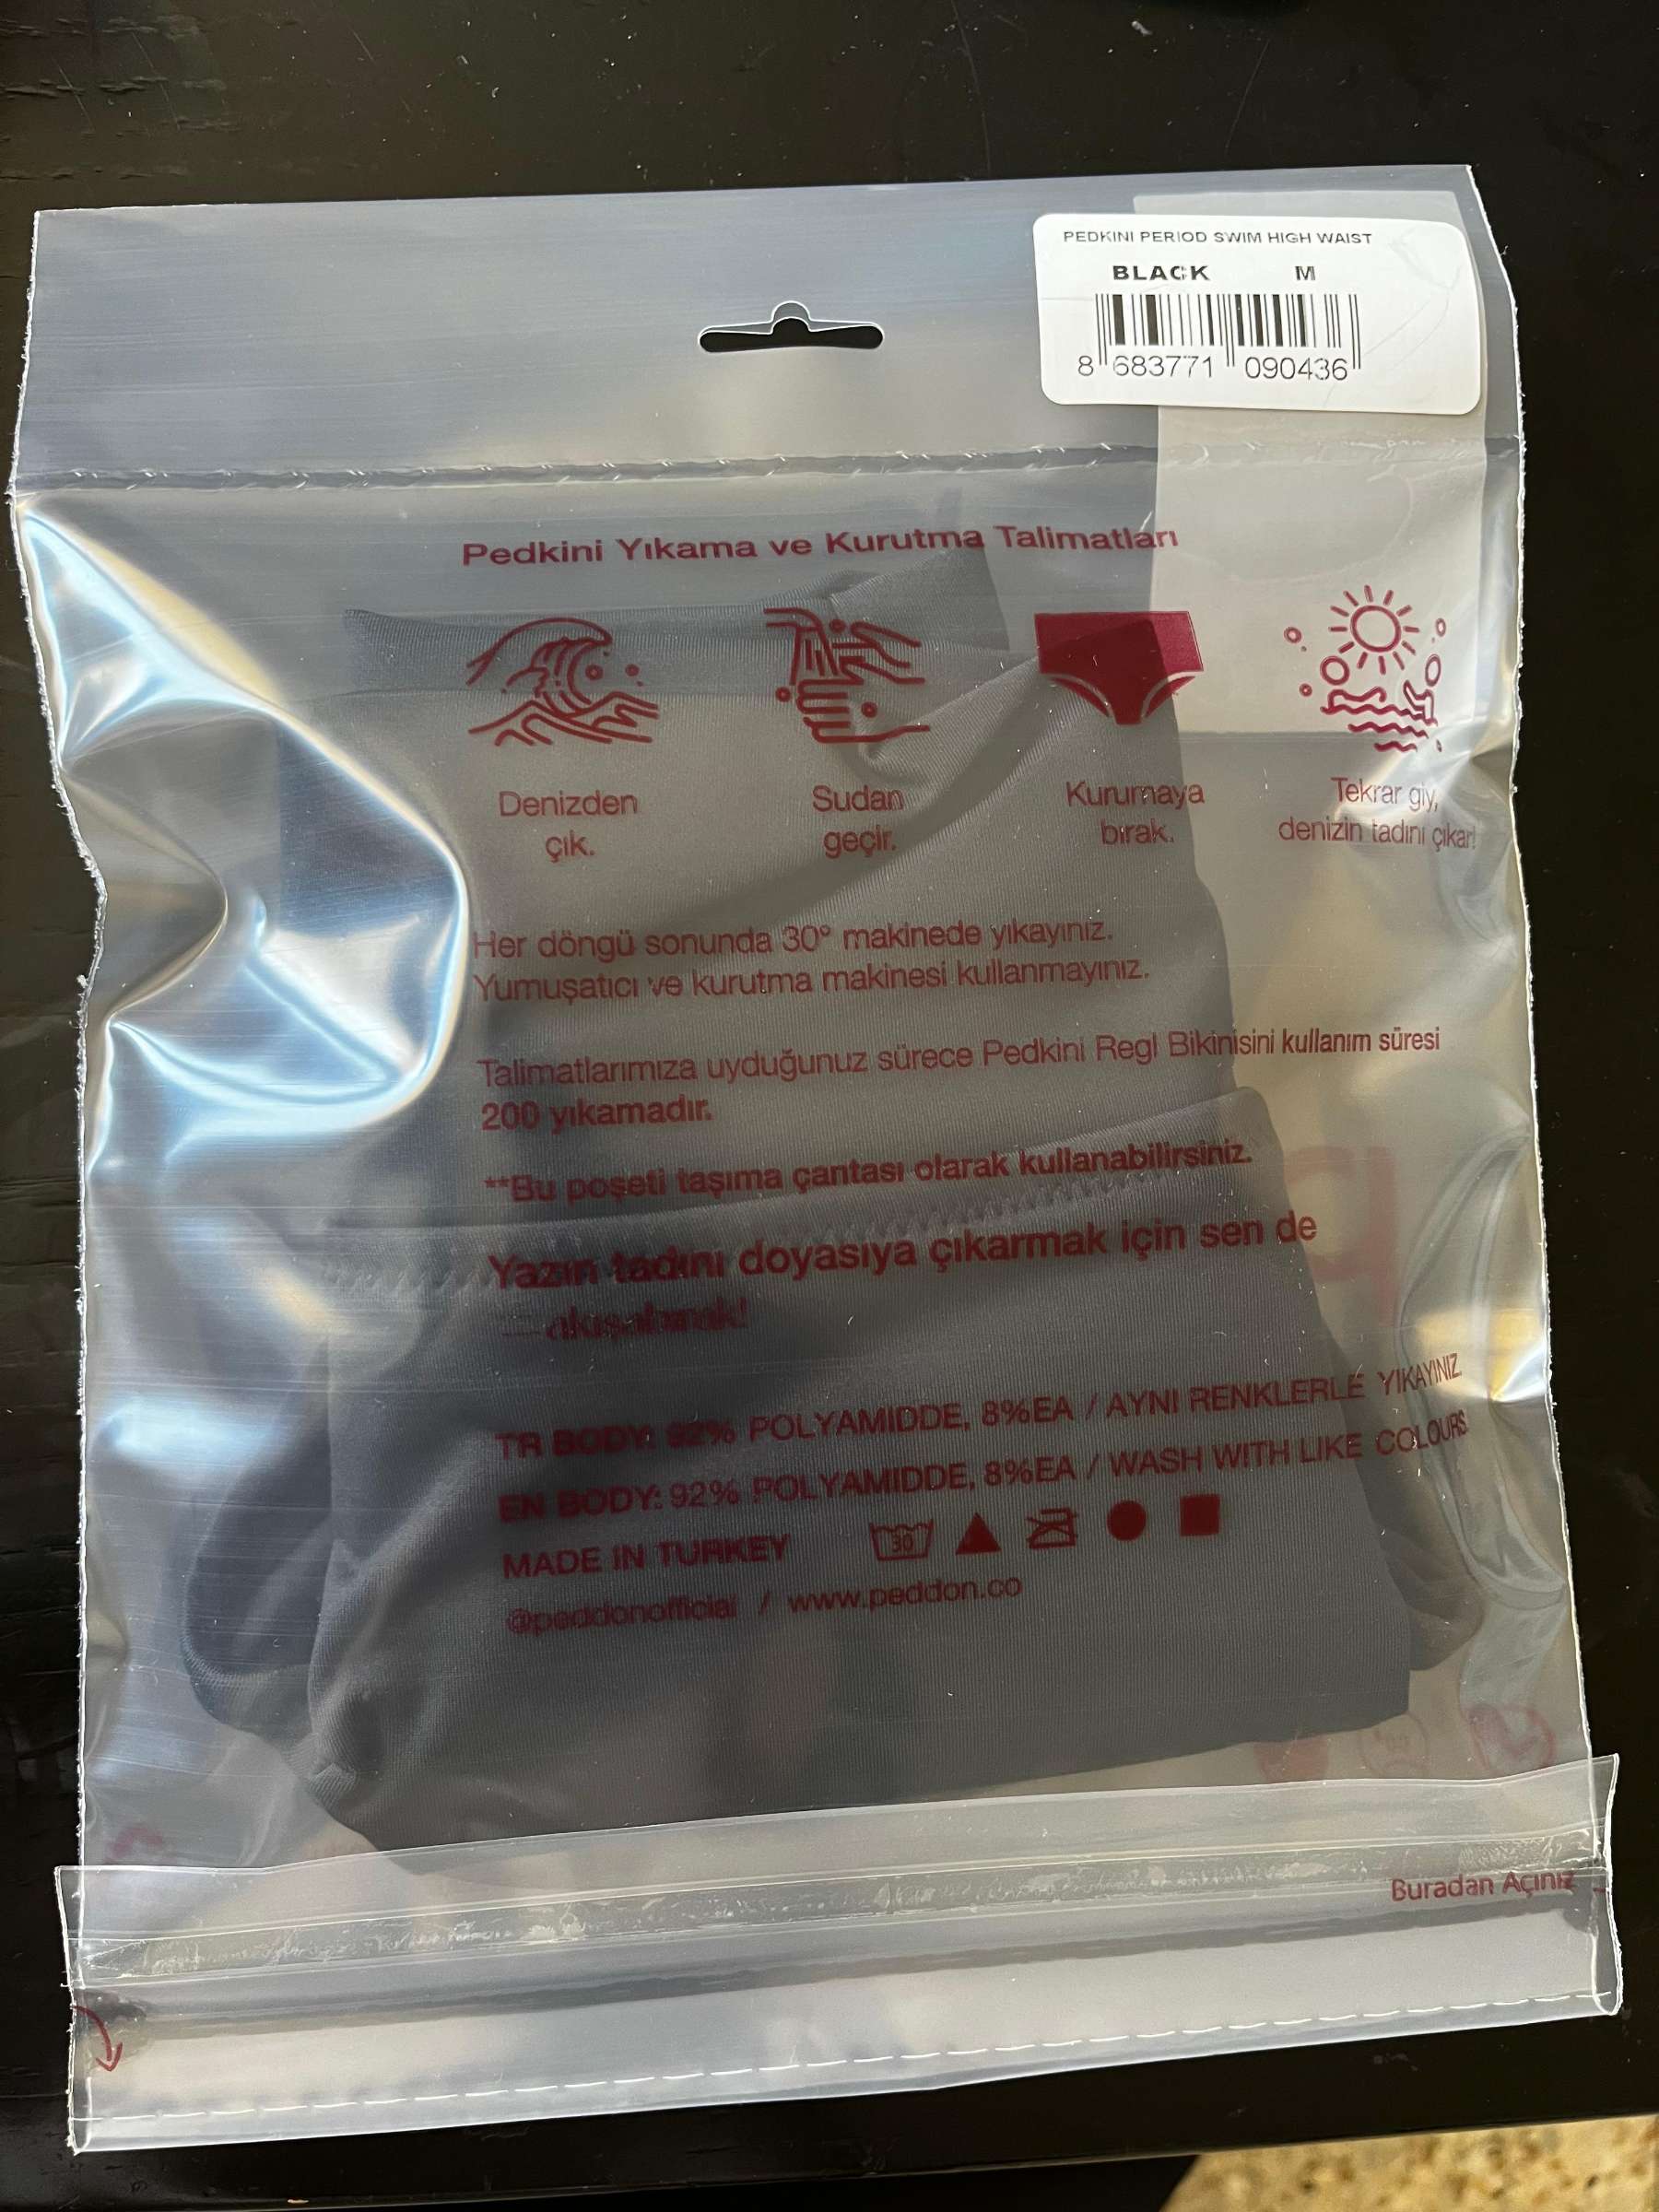 PEDKINI PERIOD SWIM HIGH WAIST
BLACK M
8 683771 090436
Pedkini Yıkama ve Kurutma Talimatları
Denizden
çık.
Sudan
geçir.
Kurumaya
bırak.
Tekrar giy,
denizin tadını çıkar!
Her döngü sonunda 30° makinede yıkayınız.
Yumuşatıcı ve kurutma makinesi kullanmayınız.
Talimatlarımıza uyduğunuz sürece Pedkini Regl Bikinisini kullanım süresi
200 yıkamadır.
**Bu poşeti taşıma çantası olarak kullanabilirsiniz.
Yazın tadını doyasıya çıkarmak için sen de
—akışabırak!
TR BODY: 92% POLYAMIDDE, 8%EA / AYNI RENKLERLE YIKAYINIZ
EN BODY: 92% POLYAMIDDE, 8%EA / WASH WITH LIKE COLOURS
MADE IN TURKEY 30
@peddonofficial / www.peddon.co
Buradan Açınız